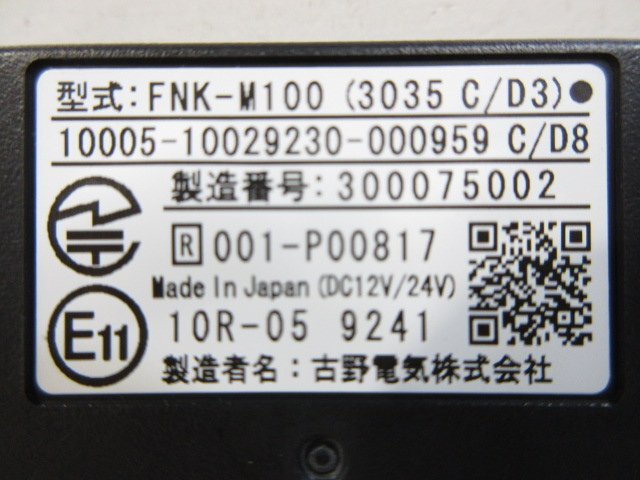 型式:FNK-M100 (3035 C/D3)●
10005-10029230-000959 C/D8
製造番号:300075002
R 001-P00817
Made In Japan (DC12V/24V)
E11 10R-05 9241
製造者名:古野電気株式会社